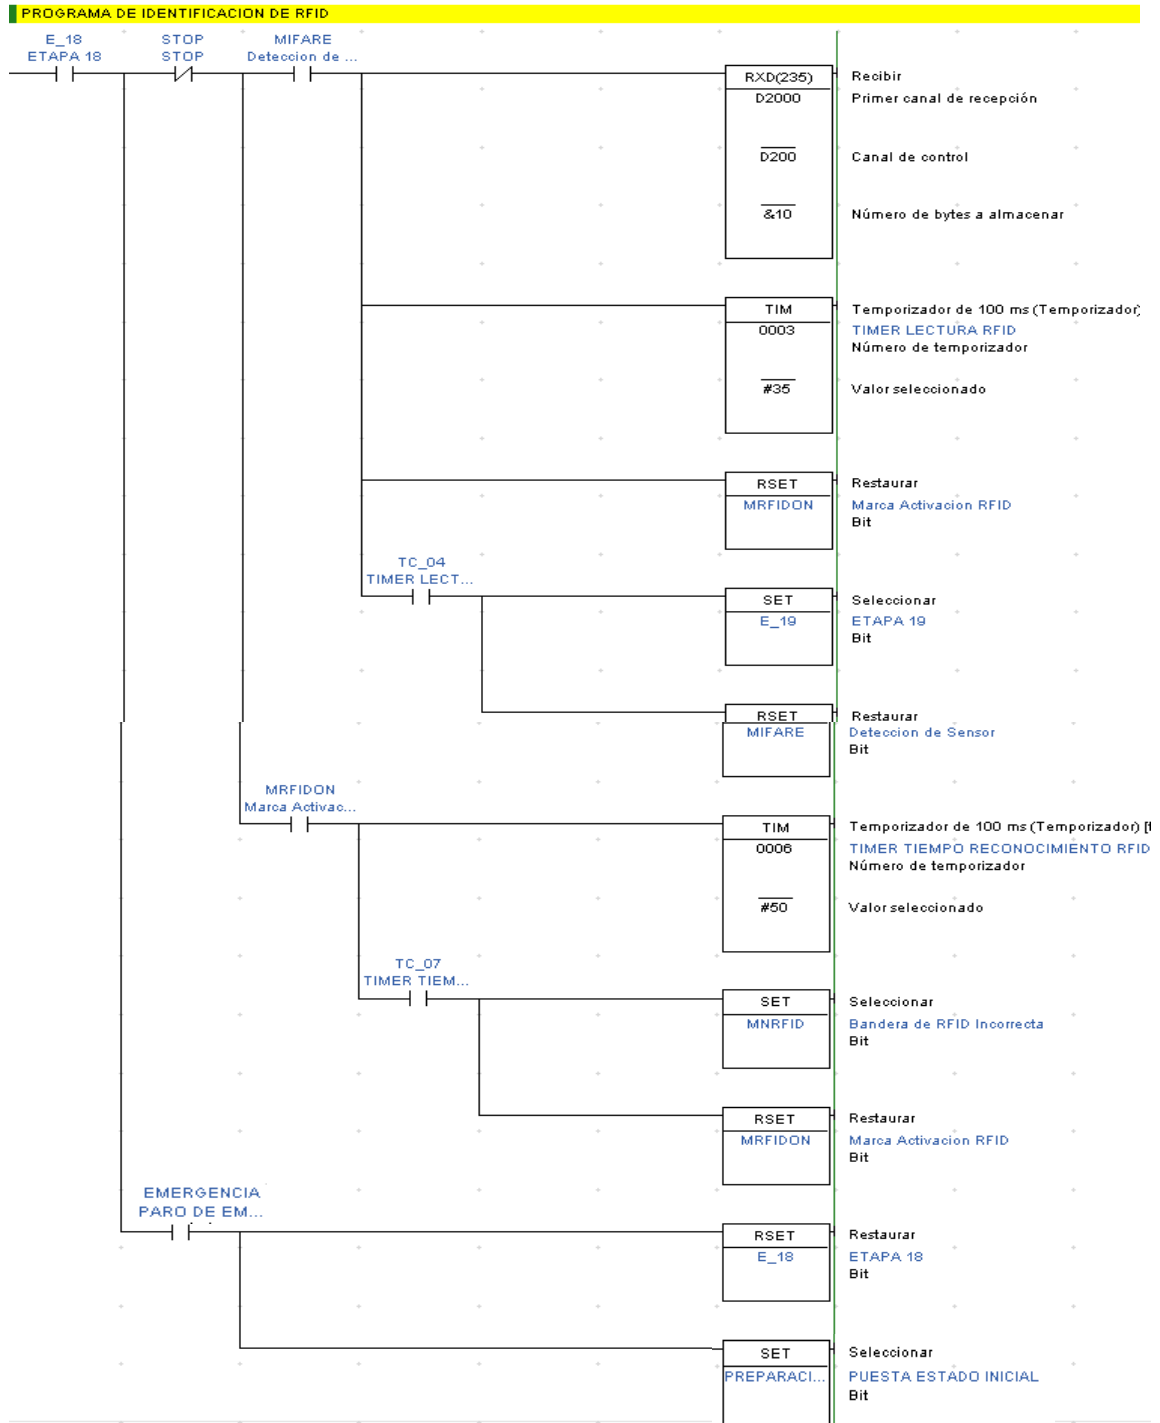 PROGRAMA DE IDENTIFICACION DE RFID
E_18 STOP MIFARE
ETAPA 18 STOP Deteccion de ...
RXD(235) Recibir
D2000 Primer canal de recepción
D200 Canal de control
&10 Número de bytes a almacenar
TIM Temporizador de 100 ms (Temporizador)
0003 TIMER LECTURA RFID
Número de temporizador
#35 Valor seleccionado
RSET Restaurar
MRFIDON Marca Activacion RFID
Bit
TC_04
TIMER LECT...
SET Seleccionar
E_19 ETAPA 19
Bit
RSET Restaurar
MIFARE Deteccion de Sensor
Bit
MRFIDON
Marca Activac...
TIM Temporizador de 100 ms (Temporizador) [
0006 TIMER TIEMPO RECONOCIMIENTO RFID
Número de temporizador
#50 Valor seleccionado
TC_07
TIMER TIEM...
SET Seleccionar
MNRFID Bandera de RFID Incorrecta
Bit
RSET Restaurar
MRFIDON Marca Activacion RFID
Bit
EMERGENCIA
PARO DE EM...
RSET Restaurar
E_18 ETAPA 18
Bit
SET Seleccionar
PREPARACI... PUESTA ESTADO INICIAL
Bit